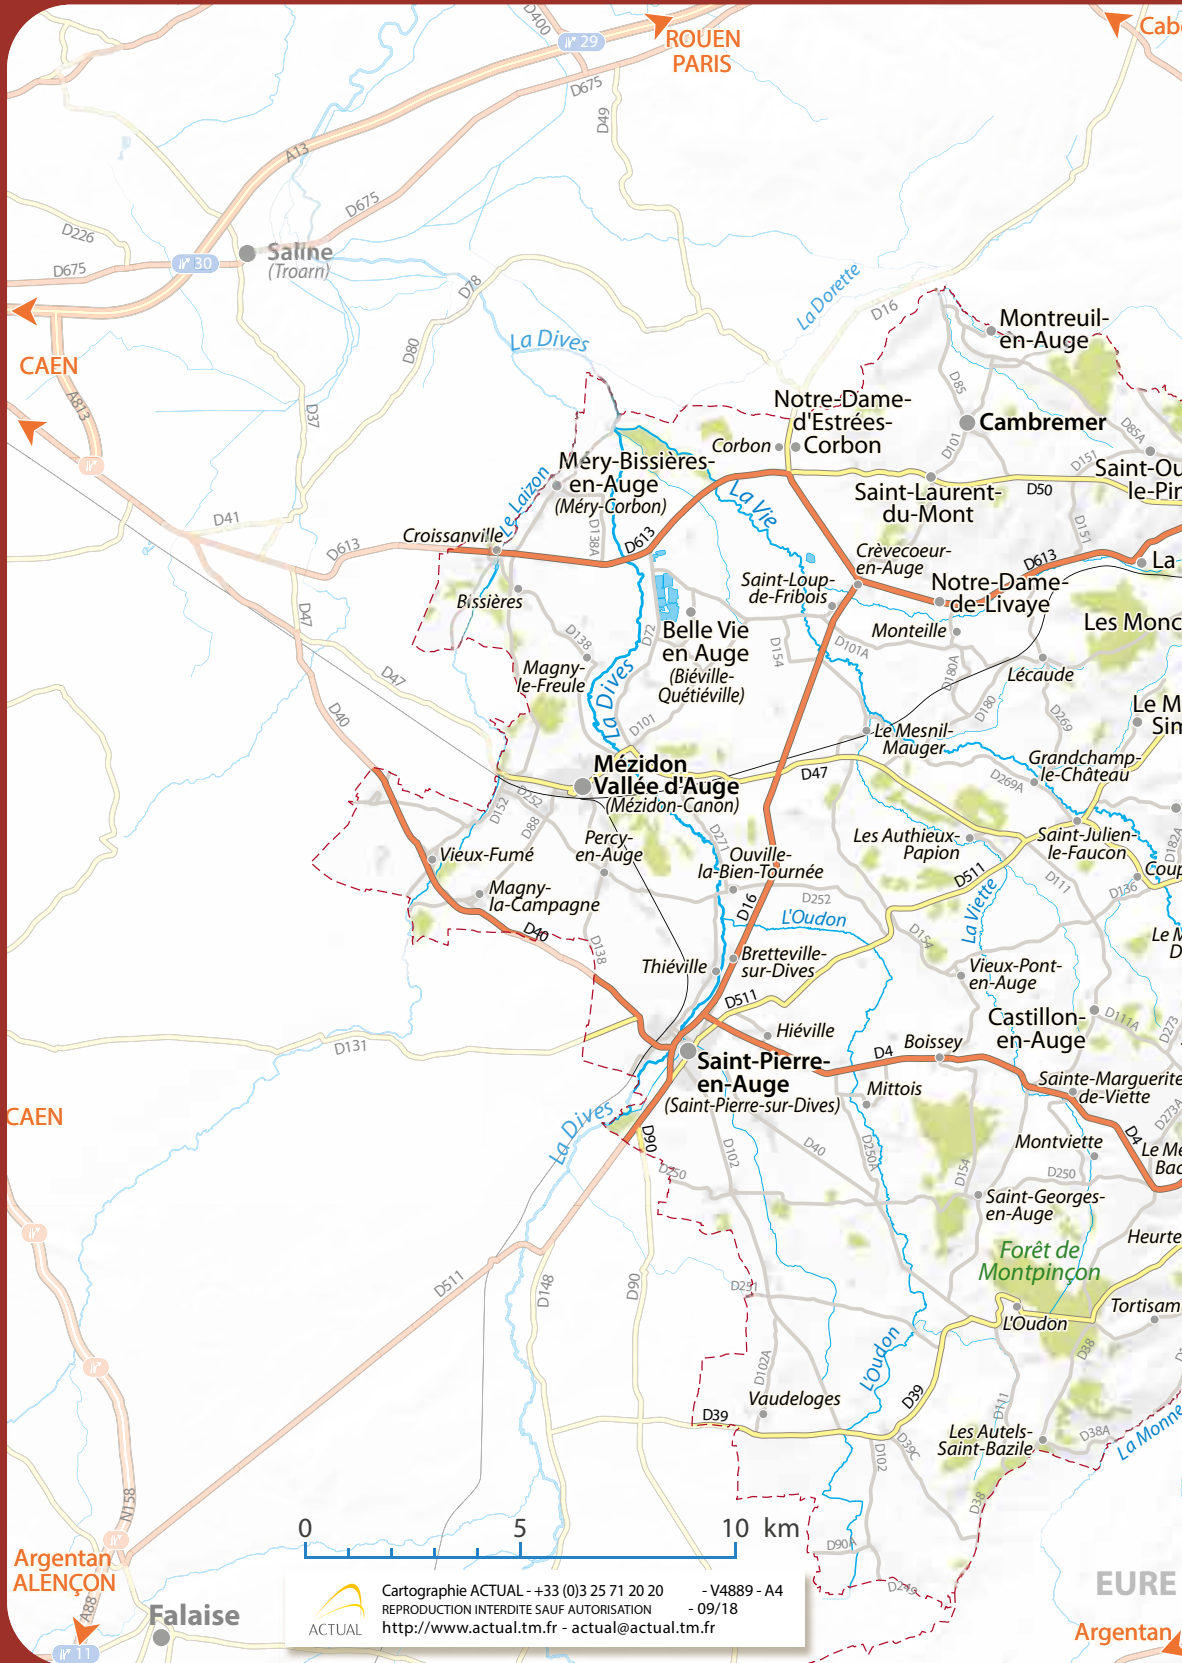 D400
29
ROUEN
PARIS
D675
D49
A13
D675
D226
D675
30
Saline
(Troarn)
D78
La Dorette
D16
La Dives
D80
CAEN
A813
D37
Montreuil-
en-Auge
D85
Notre-Dame-
d'Estrées-
Corbon
Corbon
Cambremer
D101
D85A
D151
Méry-Bissières-
en-Auge
(Méry-Corbon)
Le Laizon
La Vie
Saint-Laurent-
du-Mont
D50
Saint-Ou
le-Pin
D41
D613
Croissanville
D138A
D613
D151
Crèvecoeur-
en-Auge
D613
La
Saint-Loup-
de-Fribois
Notre-Dame-
de-Livaye
Bissières
D47
D138
D72
Belle Vie
en Auge
(Biéville-
Quétiéville)
D154
Monteille
D101A
Les Monc
Magny-
le-Freule
La Dives
D180A
Lécaude
D47
D40
D101
D180
D269
Le M
Sim
Le Mesnil-
Mauger
Mézidon
Vallée d'Auge
(Mézidon-Canon)
D47
Grandchamp-
le-Château
D269A
D152
D252
D88
Percy-
en-Auge
D271
Ouville-
la-Bien-Tournée
Les Authieux-
Papion
Saint-Julien-
le-Faucon
D182A
Vieux-Fumé
D511
D111
D136
Coup
Magny-
la-Campagne
D16
D252
La Viette
L'Oudon
D40
D138
D154
Le M
D
Thiéville
Bretteville-
sur-Dives
Vieux-Pont-
en-Auge
D511
Castillon-
en-Auge
D111A
D273
Hiéville
D131
D4
Boissey
Saint-Pierre-
en-Auge
(Saint-Pierre-sur-Dives)
Mittois
Sainte-Marguerite
de-Viette
CAEN
La Dives
D273A
D90
D102
D40
D250A
Montviette
D4
Le Me
Bac
D250
D154
D250
Saint-Georges-
en-Auge
Heurte
Forêt de
Montpinçon
D511
D148
D90
D251
L'Oudon
Tortisam
D38
L'Oudon
D102A
D39
D111
Vaudeloges
D39
Les Autels-
Saint-Bazile
D38A
La Monne
D39C
D102
D38
N158
0 5 10 km
D90A
Argentan
ALENÇON
D249
EURE
A88
Falaise
11
Argentan
ACTUAL
Cartographie ACTUAL - +33 (0)3 25 71 20 20 - V4889 - A4
REPRODUCTION INTERDITE SAUF AUTORISATION - 09/18
http://www.actual.tm.fr - actual@actual.tm.fr